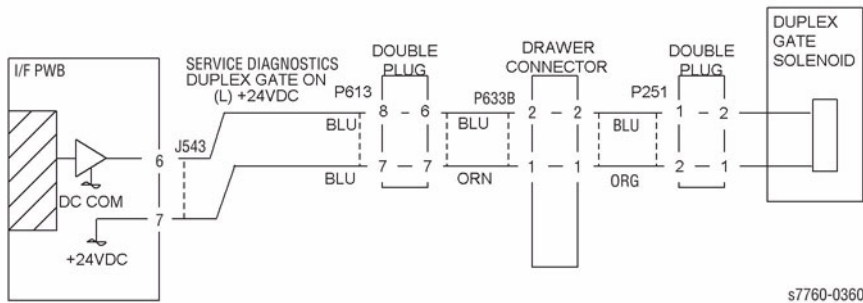 DUPLEX
GATE
SOLENOID
I/F PWB
SERVICE DIAGNOSTICS
DUPLEX GATE ON
(L) +24VDC
DOUBLE
PLUG
DRAWER
CONNECTOR
DOUBLE
PLUG
P613
P633B
P251
8 6 2 2 1 2
BLU BLU BLU
6 J543
7 7 1 1 2 1
BLU ORN ORG
DC COM
7
+24VDC
s7760-0360